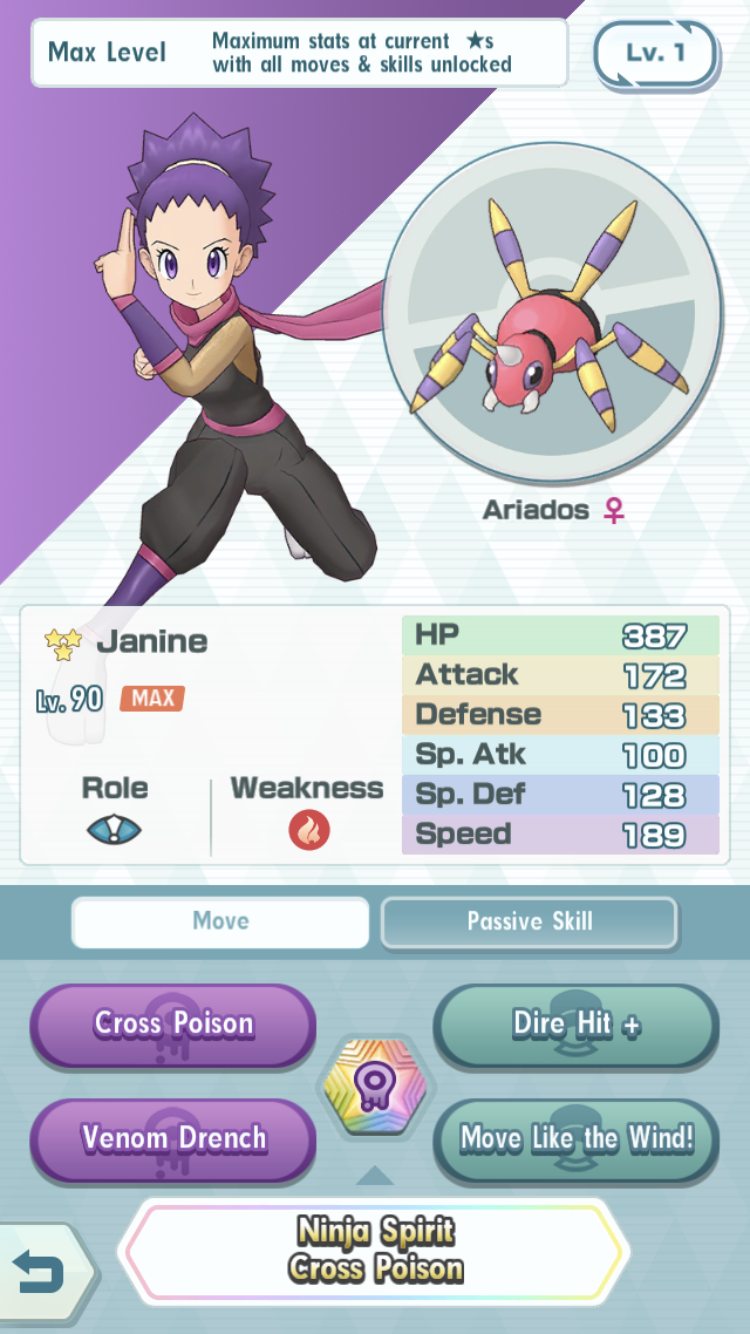 Max Level
Maximum stats at current ★s
with all moves & skills unlocked
Lv. 1
Ariados ♀
Janine
Lv. 90 MAX
Role
Weakness
HP 387
Attack 172
Defense 133
Sp. Atk 100
Sp. Def 128
Speed 189
Move
Passive Skill
Cross Poison
Dire Hit +
Venom Drench
Move Like the Wind!
Ninja Spirit
Cross Poison